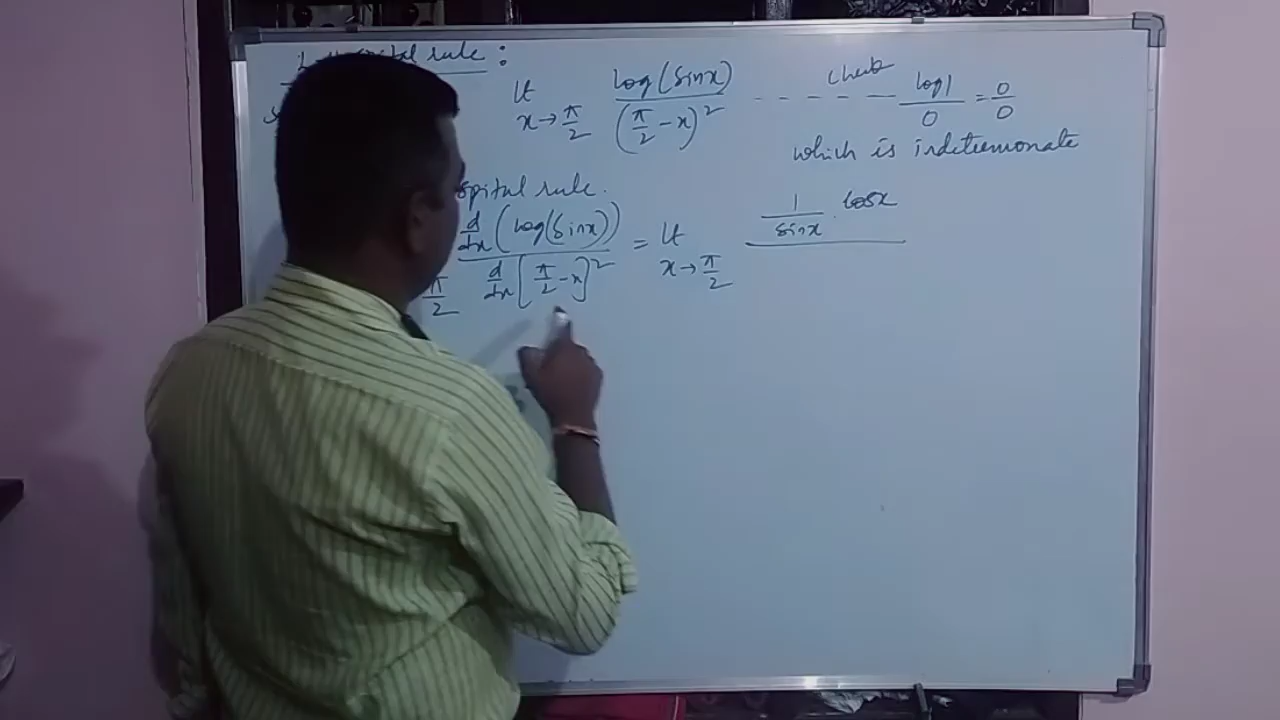 rule :
lt x→π/2 log(sinx)/(π/2 - x)² - - - - - Check log1/0 = 0/0
which is indeterminate
spital rule.
π/2 d/dx (log(sinx)) / d/dx [π/2 - x]² = lt x→π/2 1/sinx · cosx